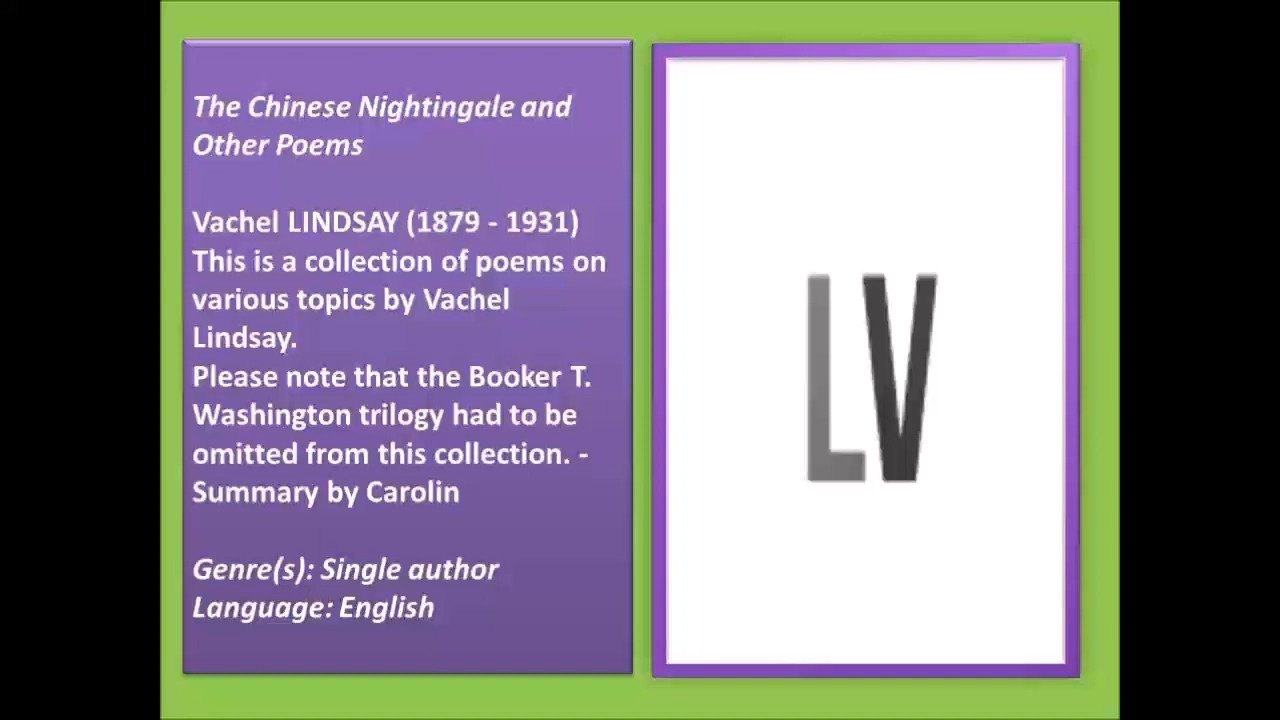 The Chinese Nightingale and
Other Poems
Vachel LINDSAY (1879 - 1931)
This is a collection of poems on
various topics by Vachel
Lindsay.
Please note that the Booker T.
Washington trilogy had to be
omitted from this collection. -
Summary by Carolin
Genre(s): Single author
Language: English
LV